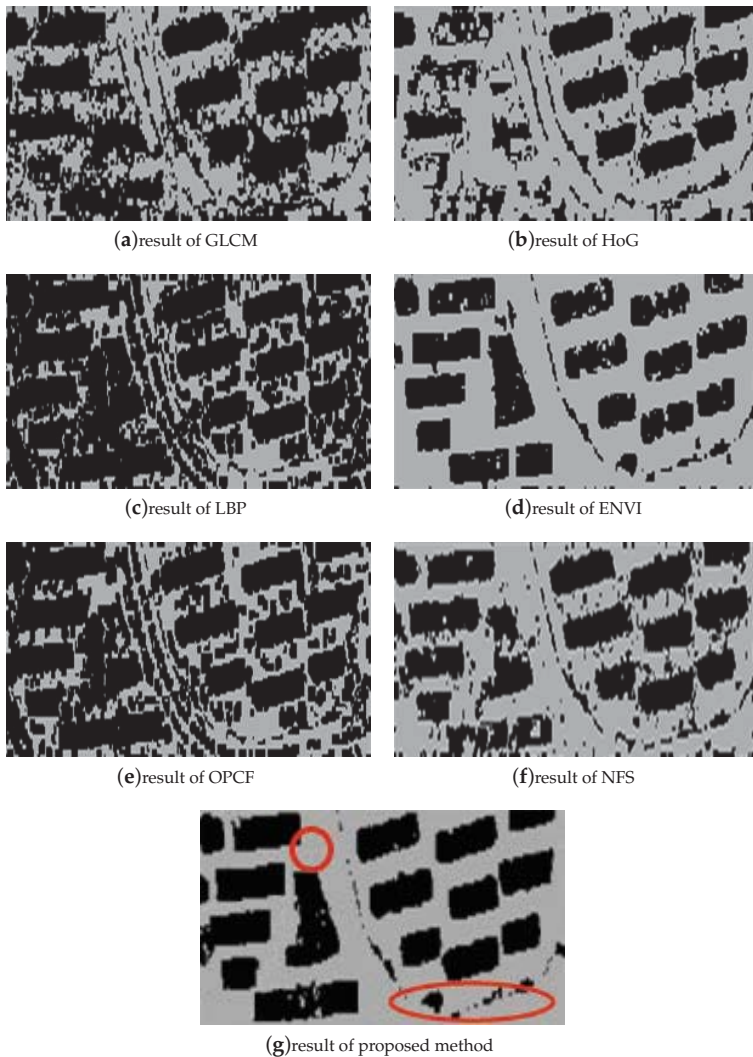 (a)result of GLCM
(b)result of HoG
(c)result of LBP
(d)result of ENVI
(e)result of OPCF
(f)result of NFS
(g)result of proposed method